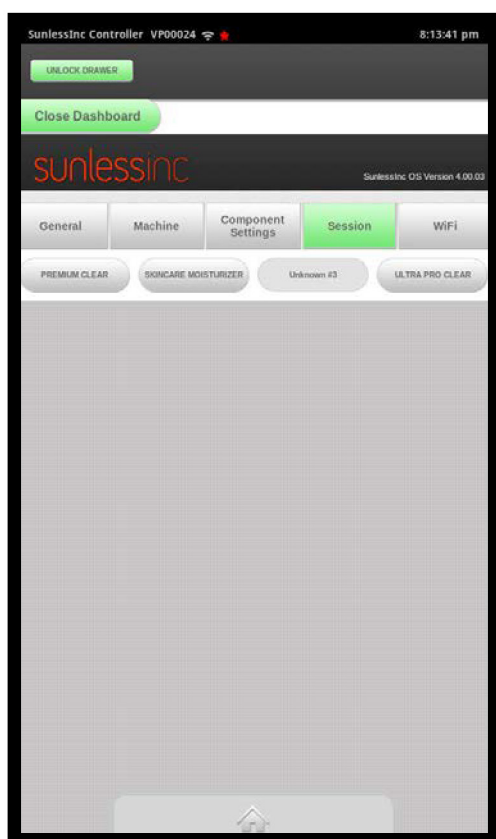 SunlessInc Controller VP00024 8:13:41 pm
UNLOCK DRAWER
Close Dashboard
sunlessinc
SunlessInc OS Version 4.00.03
General Machine Component Settings Session WiFi
PREMIUM CLEAR SKINCARE MOISTURIZER Unknown #3 ULTRA PRO CLEAR